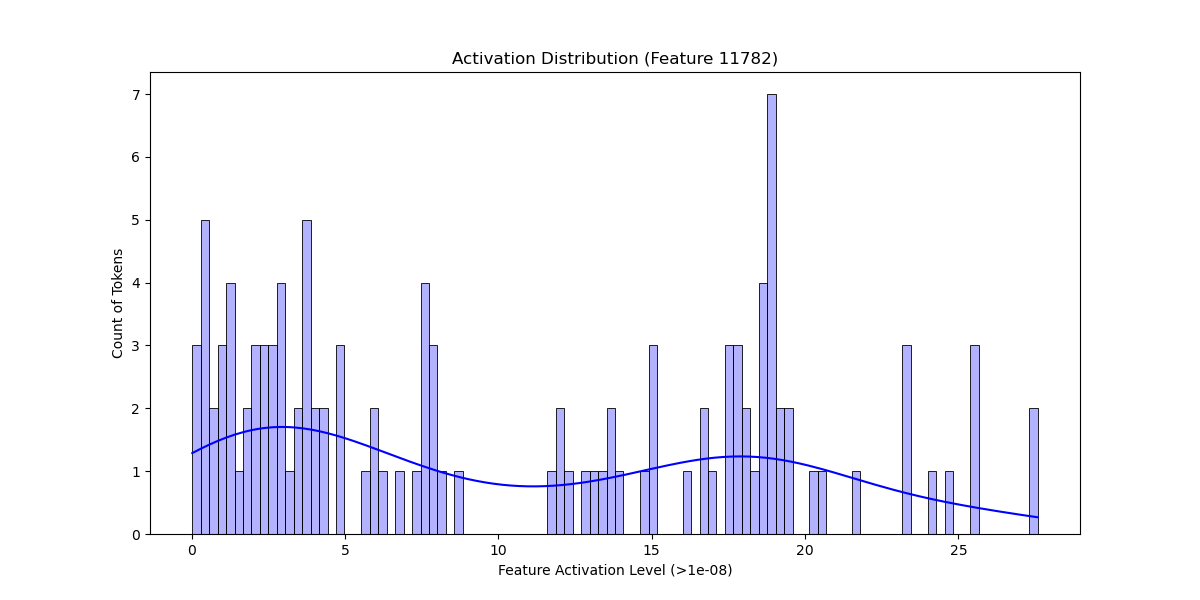 Activation Distribution (Feature 11782)
Count of Tokens
7
6
5
4
3
2
1
0
0 5 10 15 20 25
Feature Activation Level (>1e-08)